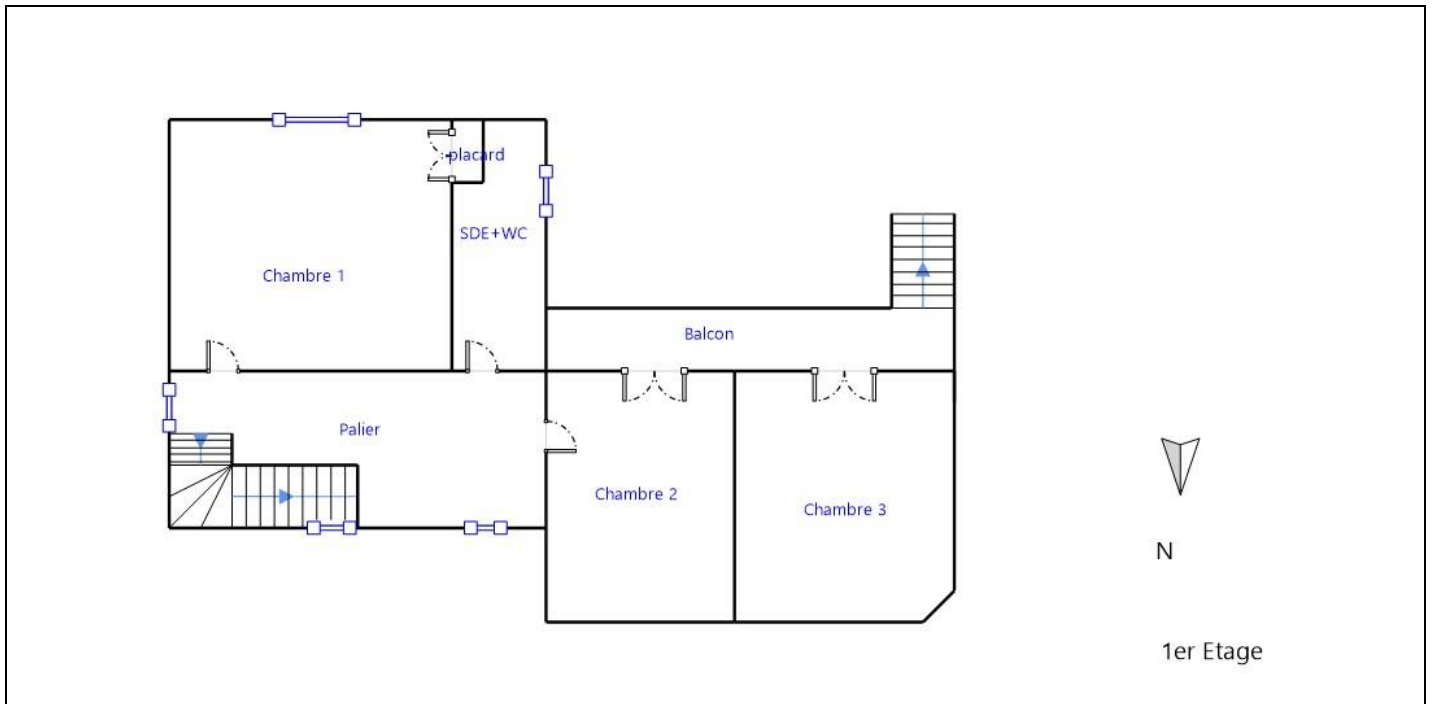 placard
SDE+WC
Chambre 1
Balcon
Palier
Chambre 2
Chambre 3
N
1er Etage